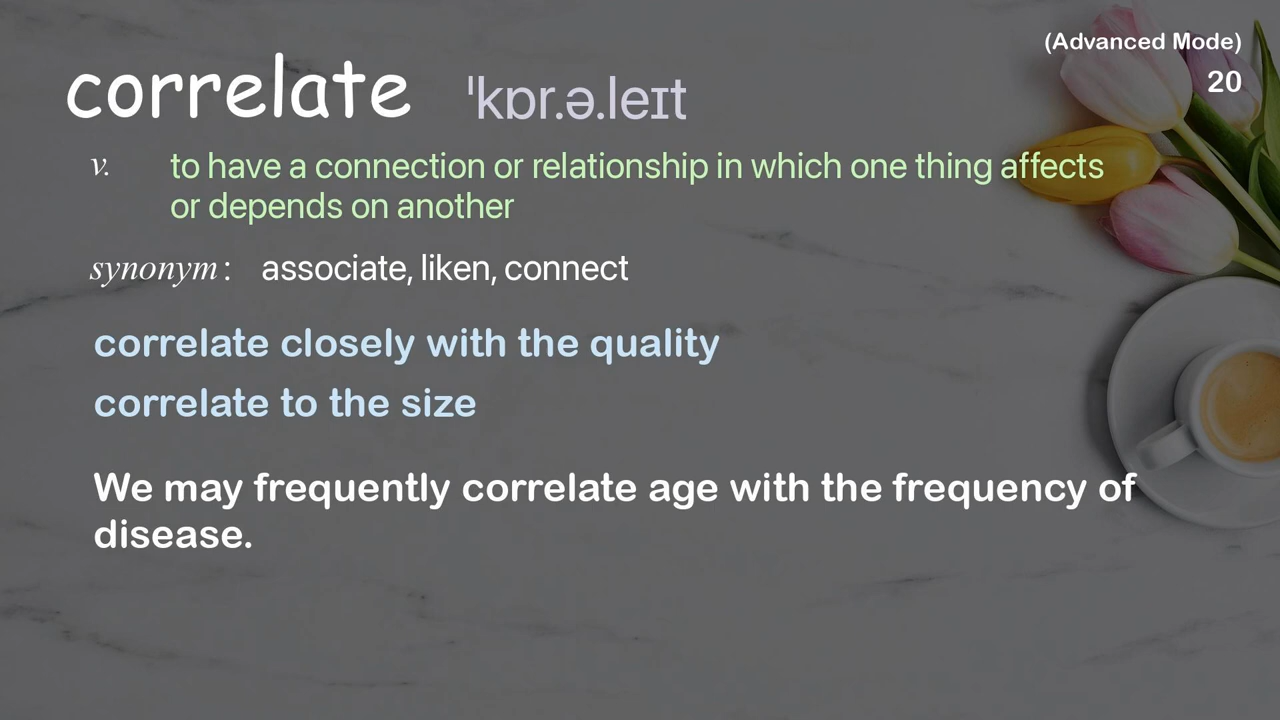 (Advanced Mode)
20
correlate ˈkɒr.ə.leɪt
v. to have a connection or relationship in which one thing affects
or depends on another
synonym : associate, liken, connect
correlate closely with the quality
correlate to the size
We may frequently correlate age with the frequency of
disease.